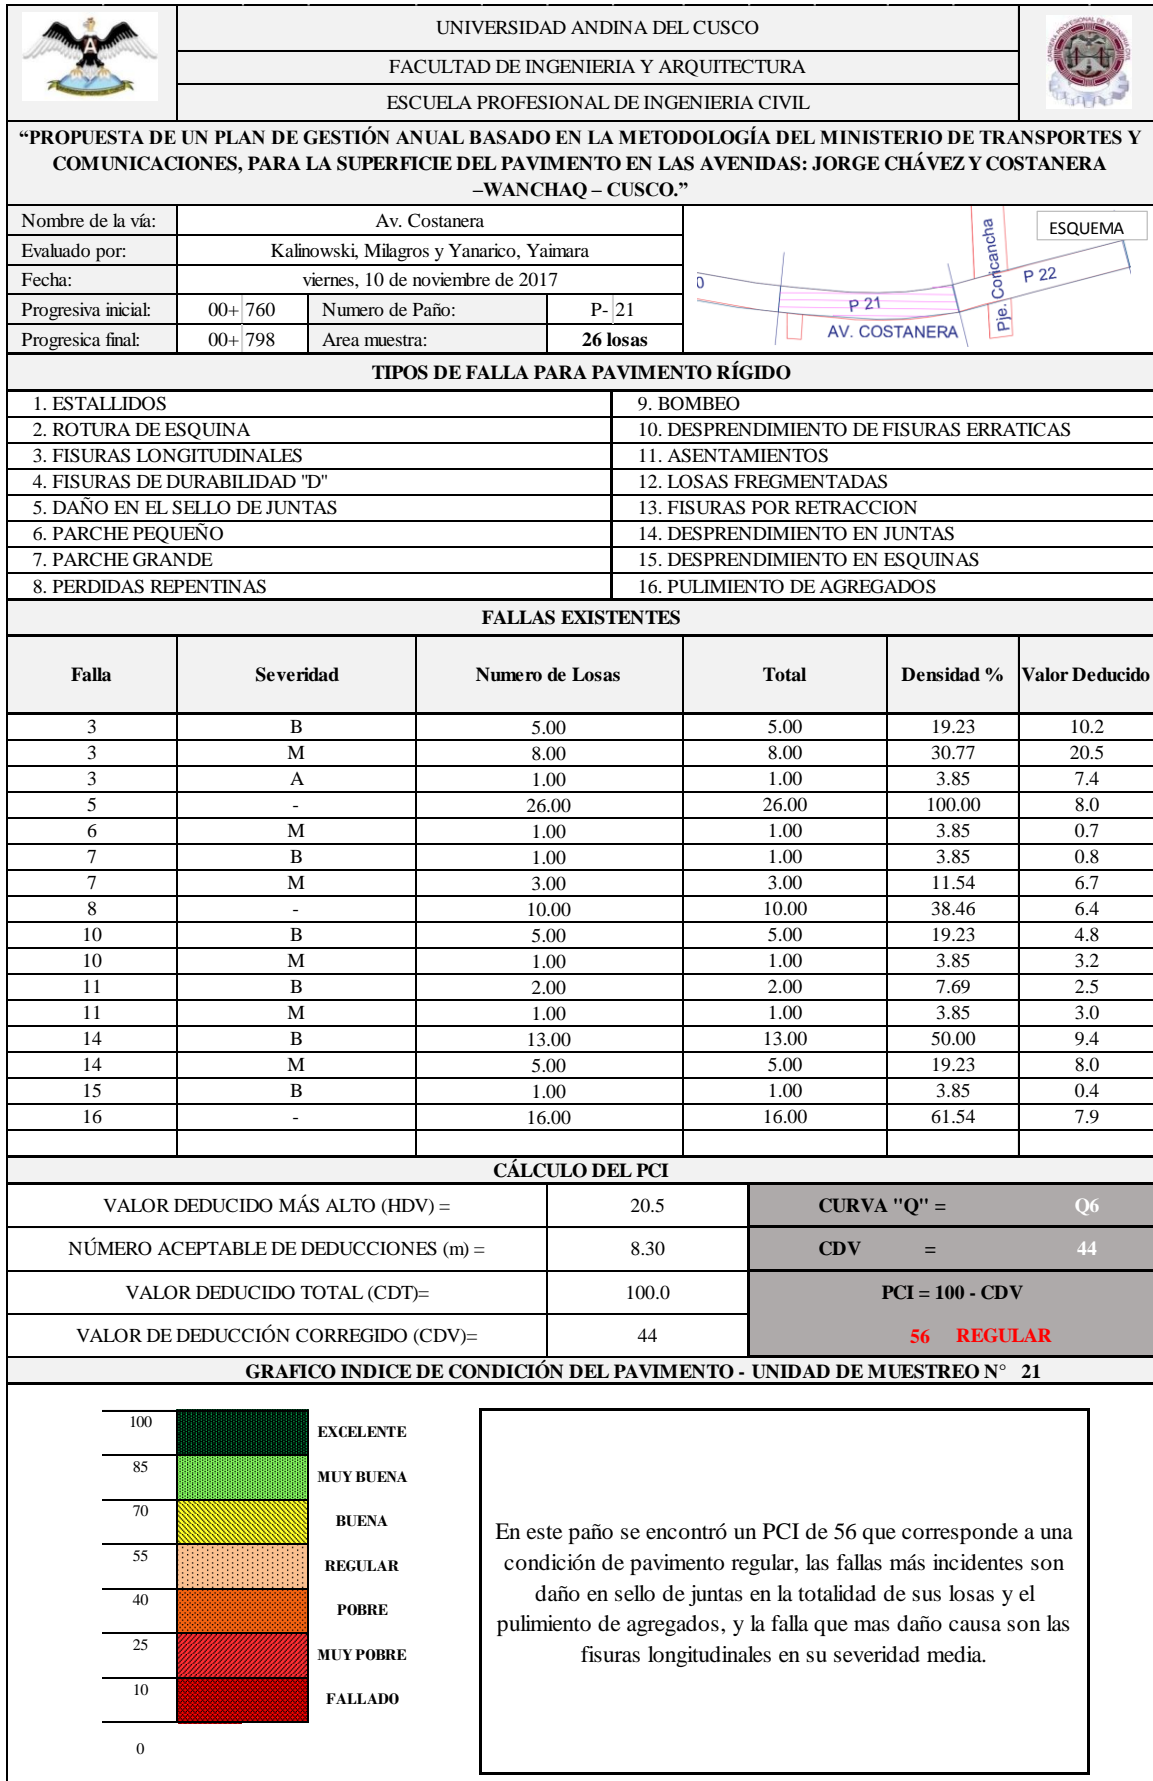 UNIVERSIDAD ANDINA DEL CUSCO
FACULTAD DE INGENIERIA Y ARQUITECTURA
ESCUELA PROFESIONAL DE INGENIERIA CIVIL
“PROPUESTA DE UN PLAN DE GESTIÓN ANUAL BASADO EN LA METODOLOGÍA DEL MINISTERIO DE TRANSPORTES Y
COMUNICACIONES, PARA LA SUPERFICIE DEL PAVIMENTO EN LAS AVENIDAS: JORGE CHÁVEZ Y COSTANERA
–WANCHAQ – CUSCO.”
Nombre de la vía: Av. Costanera
Evaluado por: Kalinowski, Milagros y Yanarico, Yaimara
Fecha: viernes, 10 de noviembre de 2017
Progresiva inicial: 00+ 760 Numero de Paño: P- 21
Progresica final: 00+ 798 Area muestra: 26 losas
ESQUEMA
Pje. Coricancha
P 22
P 21
AV. COSTANERA
TIPOS DE FALLA PARA PAVIMENTO RÍGIDO
1. ESTALLIDOS 9. BOMBEO
2. ROTURA DE ESQUINA 10. DESPRENDIMIENTO DE FISURAS ERRATICAS
3. FISURAS LONGITUDINALES 11. ASENTAMIENTOS
4. FISURAS DE DURABILIDAD "D" 12. LOSAS FREGMENTADAS
5. DAÑO EN EL SELLO DE JUNTAS 13. FISURAS POR RETRACCION
6. PARCHE PEQUEÑO 14. DESPRENDIMIENTO EN JUNTAS
7. PARCHE GRANDE 15. DESPRENDIMIENTO EN ESQUINAS
8. PERDIDAS REPENTINAS 16. PULIMIENTO DE AGREGADOS
FALLAS EXISTENTES
Falla Severidad Numero de Losas Total Densidad % Valor Deducido
3 B 5.00 5.00 19.23 10.2
3 M 8.00 8.00 30.77 20.5
3 A 1.00 1.00 3.85 7.4
5 - 26.00 26.00 100.00 8.0
6 M 1.00 1.00 3.85 0.7
7 B 1.00 1.00 3.85 0.8
7 M 3.00 3.00 11.54 6.7
8 - 10.00 10.00 38.46 6.4
10 B 5.00 5.00 19.23 4.8
10 M 1.00 1.00 3.85 3.2
11 B 2.00 2.00 7.69 2.5
11 M 1.00 1.00 3.85 3.0
14 B 13.00 13.00 50.00 9.4
14 M 5.00 5.00 19.23 8.0
15 B 1.00 1.00 3.85 0.4
16 - 16.00 16.00 61.54 7.9
CÁLCULO DEL PCI
VALOR DEDUCIDO MÁS ALTO (HDV) = 20.5 CURVA "Q" = Q6
NÚMERO ACEPTABLE DE DEDUCCIONES (m) = 8.30 CDV = 44
VALOR DEDUCIDO TOTAL (CDT)= 100.0 PCI = 100 - CDV
VALOR DE DEDUCCIÓN CORREGIDO (CDV)= 44 56 REGULAR
GRAFICO INDICE DE CONDICIÓN DEL PAVIMENTO - UNIDAD DE MUESTREO N° 21
100 EXCELENTE
85 MUY BUENA
70 BUENA
55 REGULAR
40 POBRE
25 MUY POBRE
10 FALLADO
0
En este paño se encontró un PCI de 56 que corresponde a una
condición de pavimento regular, las fallas más incidentes son
daño en sello de juntas en la totalidad de sus losas y el
pulimiento de agregados, y la falla que mas daño causa son las
fisuras longitudinales en su severidad media.